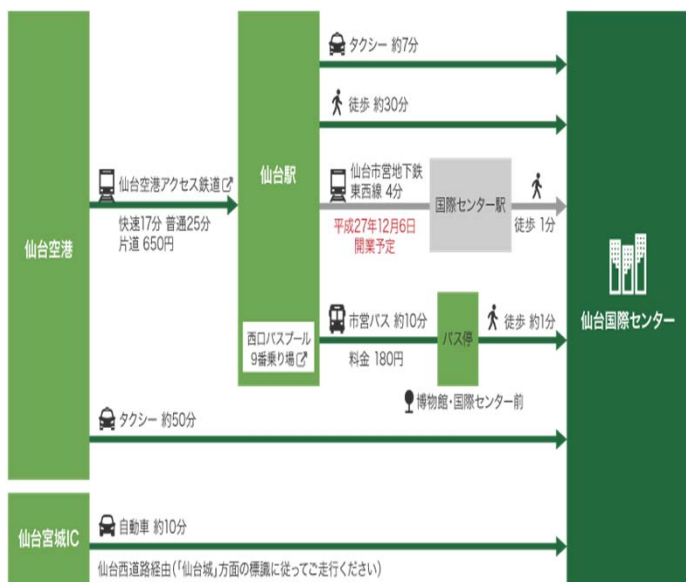 タクシー 約7分
徒歩 約30分
仙台空港アクセス鉄道
快速17分 普通25分
片道 650円
仙台空港
仙台駅
仙台市営地下鉄
東西線 4分
平成27年12月6日
開業予定
国際センター駅
徒歩 1分
仙台国際センター
西口バスプール
9番乗り場
市営バス 約10分
料金 180円
バス停
徒歩 約1分
博物館・国際センター前
タクシー 約50分
仙台宮城IC
自動車 約10分
仙台西道路経由(「仙台城」方面の標識に従ってご走行ください)